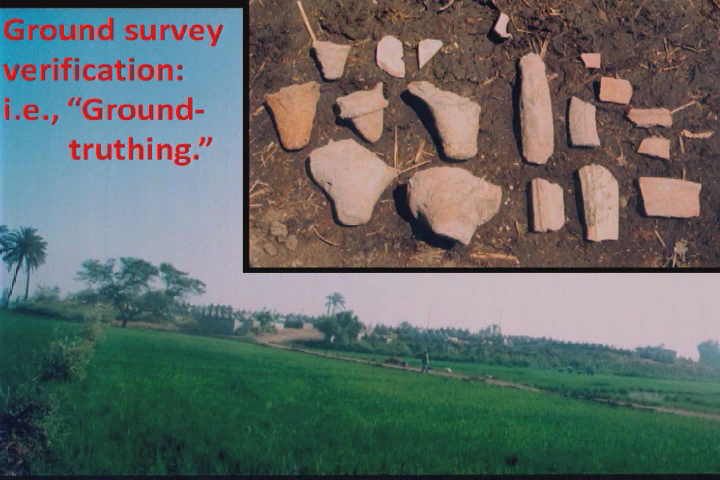 Ground survey
verification:
i.e., “Ground-
truthing.”